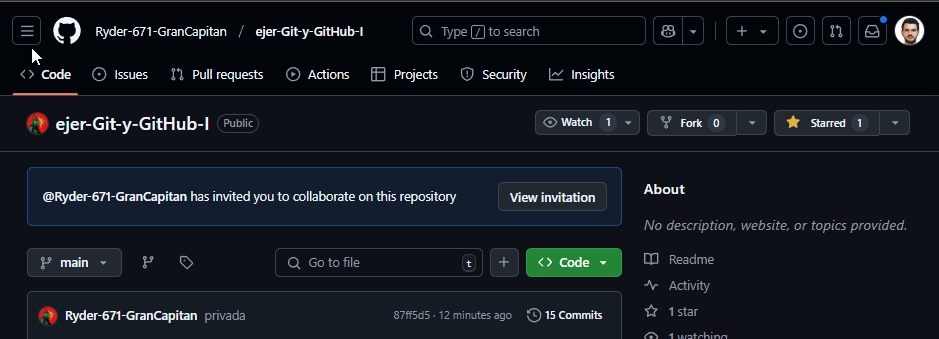 Ryder-671-GranCapitan / ejer-Git-y-GitHub-I Type / to search
Code Issues Pull requests Actions Projects Security Insights
ejer-Git-y-GitHub-I Public Watch 1 Fork 0 Starred 1
@Ryder-671-GranCapitan has invited you to collaborate on this repository View invitation
About
No description, website, or topics provided.
main Go to file t + Code
Readme
Activity
Ryder-671-GranCapitan privada 87ff5d5 · 12 minutes ago 15 Commits
1 star
1 watching